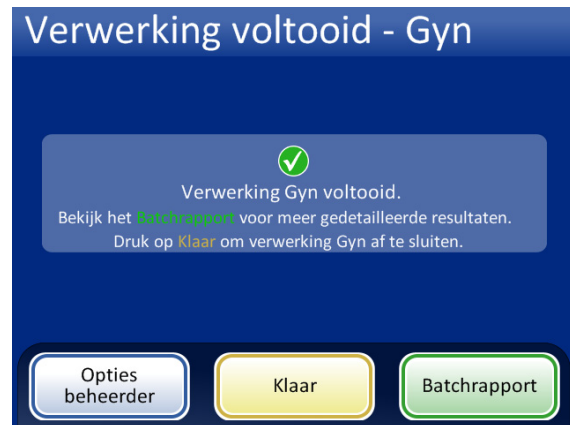 Verwerking voltooid - Gyn
Verwerking Gyn voltooid.
Bekijk het Batchrapport voor meer gedetailleerde resultaten.
Druk op Klaar om verwerking Gyn af te sluiten.
Opties
beheerder
Klaar
Batchrapport